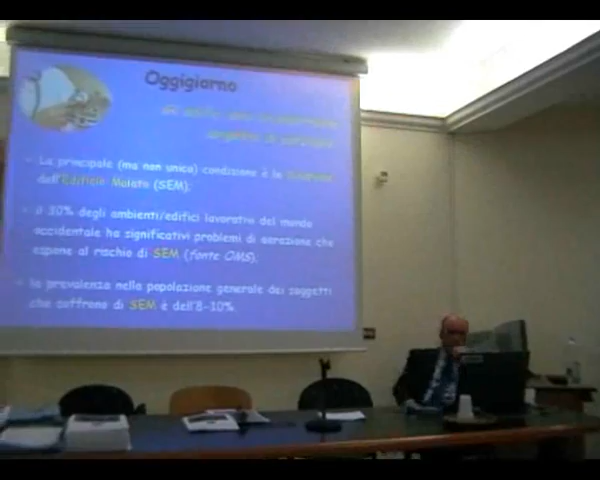 Oggigiorno
La principale (ma non unica) condizione è la Sindrome
dell'Edificio Malato (SEM);
il 30% degli ambienti/edifici lavorativi del mondo
occidentale ha significativi problemi di aerazione che
espone al rischio di SEM (fonte OMS);
la prevalenza nella popolazione generale dei soggetti
che soffrono di SEM è dell'8-10%.